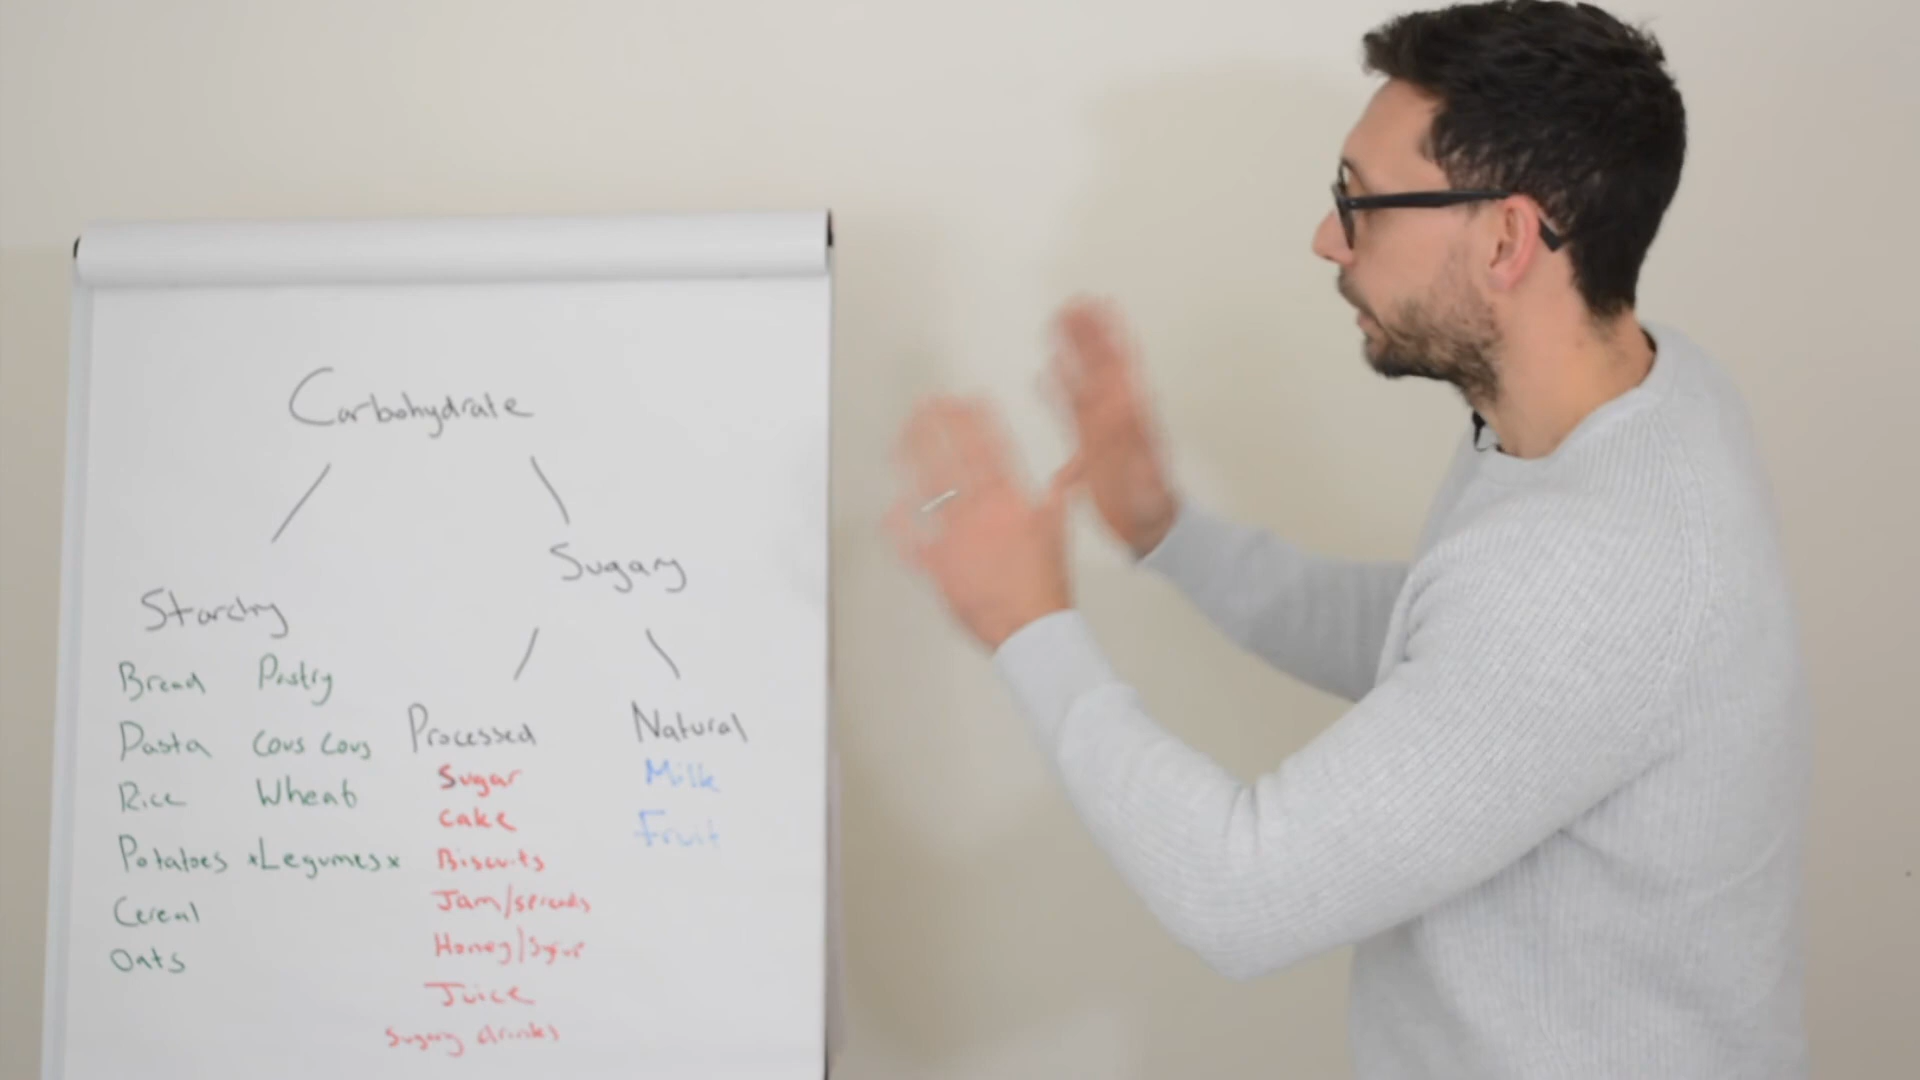 Carbohydrate
Sugary
Starchy
Bread Pastry
Pasta Cous Cous
Rice Wheat
Potatoes *Legumes*
Cereal
Oats
Processed
Sugar
Cake
Biscuits
Jam/spreads
Honey/Syrup
Juice
Sugary drinks
Natural
Milk
Fruit